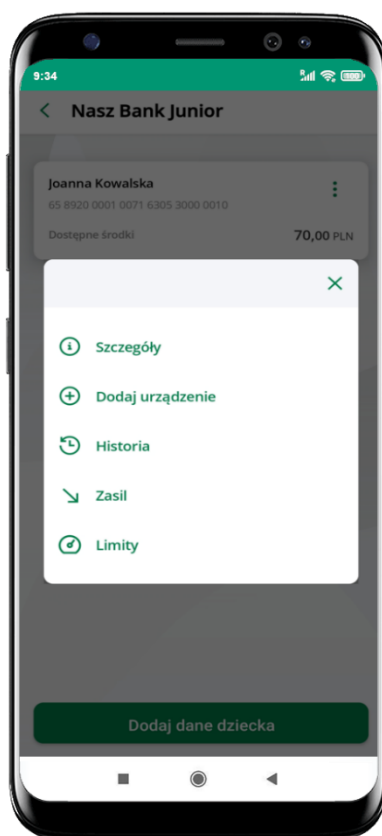 9:34
Nasz Bank Junior
Joanna Kowalska
65 8920 0001 0071 6305 3000 0010
Dostępne środki 70,00 PLN
Szczegóły
Dodaj urządzenie
Historia
Zasil
Limity
Dodaj dane dziecka